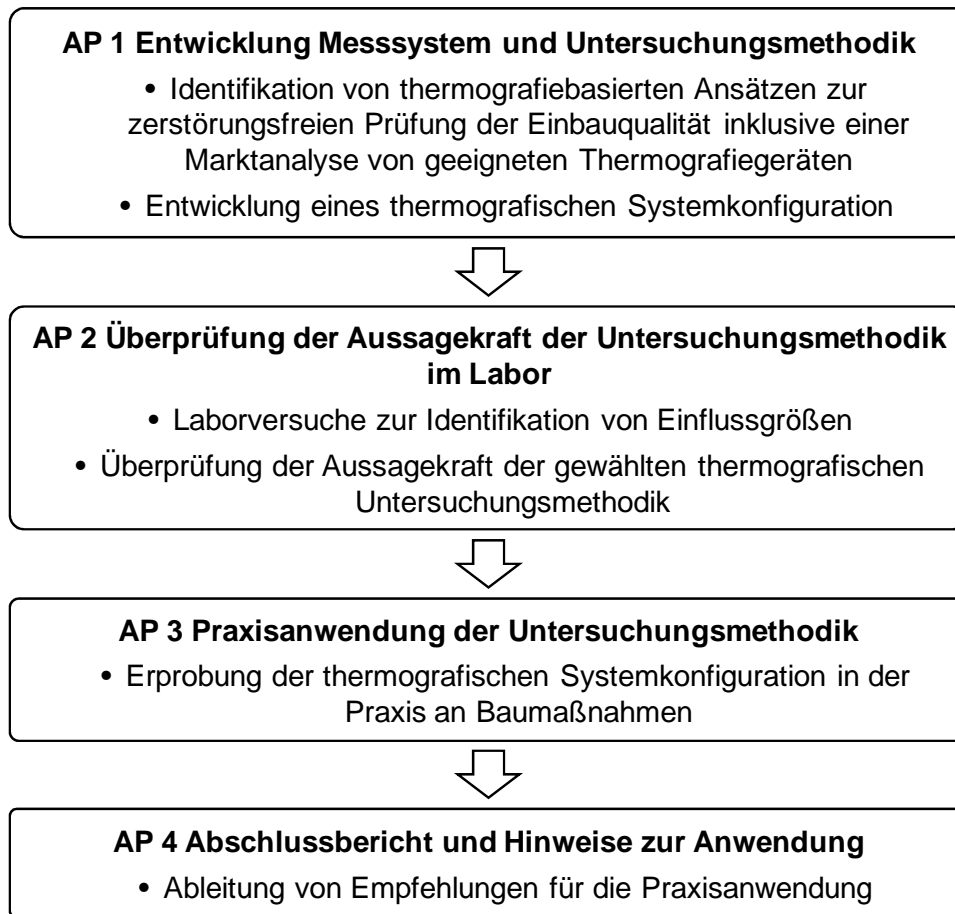 AP 1 Entwicklung Messsystem und Untersuchungsmethodik
• Identifikation von thermografiebasierten Ansätzen zur
zerstörungsfreien Prüfung der Einbauqualität inklusive einer
Marktanalyse von geeigneten Thermografiegeräten
• Entwicklung eines thermografischen Systemkonfiguration
AP 2 Überprüfung der Aussagekraft der Untersuchungsmethodik
im Labor
• Laborversuche zur Identifikation von Einflussgrößen
• Überprüfung der Aussagekraft der gewählten thermografischen
Untersuchungsmethodik
AP 3 Praxisanwendung der Untersuchungsmethodik
• Erprobung der thermografischen Systemkonfiguration in der
Praxis an Baumaßnahmen
AP 4 Abschlussbericht und Hinweise zur Anwendung
• Ableitung von Empfehlungen für die Praxisanwendung